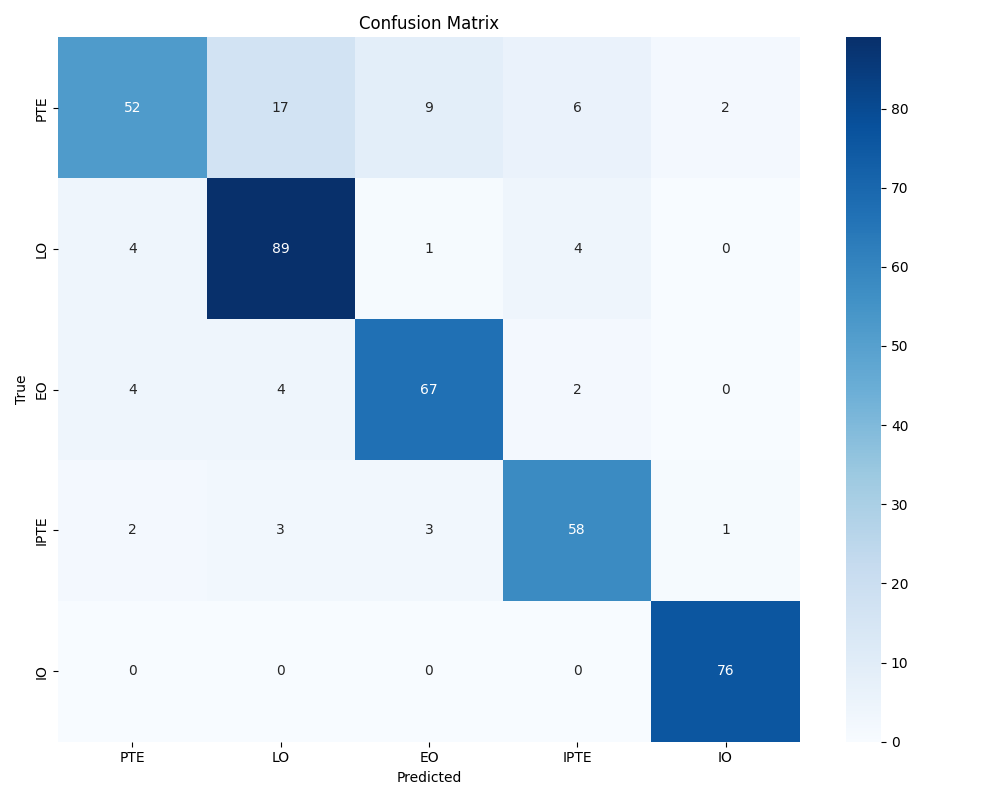 Confusion Matrix
PTE 52 17 9 6 2
LO 4 89 1 4 0
EO 4 4 67 2 0
IPTE 2 3 3 58 1
IO 0 0 0 0 76
PTE LO EO IPTE IO
Predicted
True
80
70
60
50
40
30
20
10
0